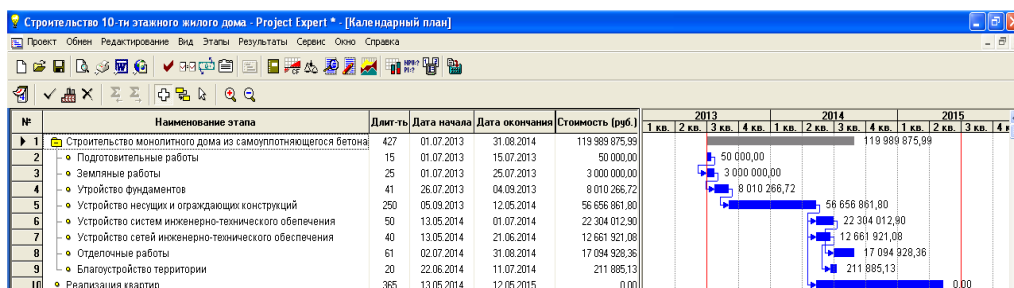 Строительство 10-ти этажного жилого дома - Project Expert * - [Календарный план]
Проект Обмен Редактирование Вид Этапы Результаты Сервис Окно Справка
№ Наименование этапа Длит-ть Дата начала Дата окончания Стоимость (руб.) 2013 2014 2015
1 кв. 2 кв. 3 кв. 4 кв. 1 кв. 2 кв. 3 кв. 4 кв. 1 кв. 2 кв. 3 кв. 4 к
1 Строительство монолитного дома из самоуплотняющегося бетона 427 01.07.2013 31.08.2014 119 989 875,99 119 989 875,99
2 Подготовительные работы 15 01.07.2013 15.07.2013 50 000,00 50 000,00
3 Земляные работы 25 01.07.2013 25.07.2013 3 000 000,00 3 000 000,00
4 Утройство фундаментов 41 26.07.2013 04.09.2013 8 010 266,72 8 010 266,72
5 Устройство несущих и ограждающих конструкций 250 05.09.2013 12.05.2014 56 656 861,80 56 656 861,80
6 Устройство систем инженерно-технического обепечения 50 13.05.2014 01.07.2014 22 304 012,90 22 304 012,90
7 Устройство сетей инженерно-технического обеспечения 40 13.05.2014 21.06.2014 12 661 921,08 12 661 921,08
8 Отделочные работы 61 02.07.2014 31.08.2014 17 094 928,36 17 094 928,36
9 Благоустройство территории 20 22.06.2014 11.07.2014 211 885,13 211 885,13
10 Реализация квартир 365 13.05.2014 12.05.2015 0,00 0,00